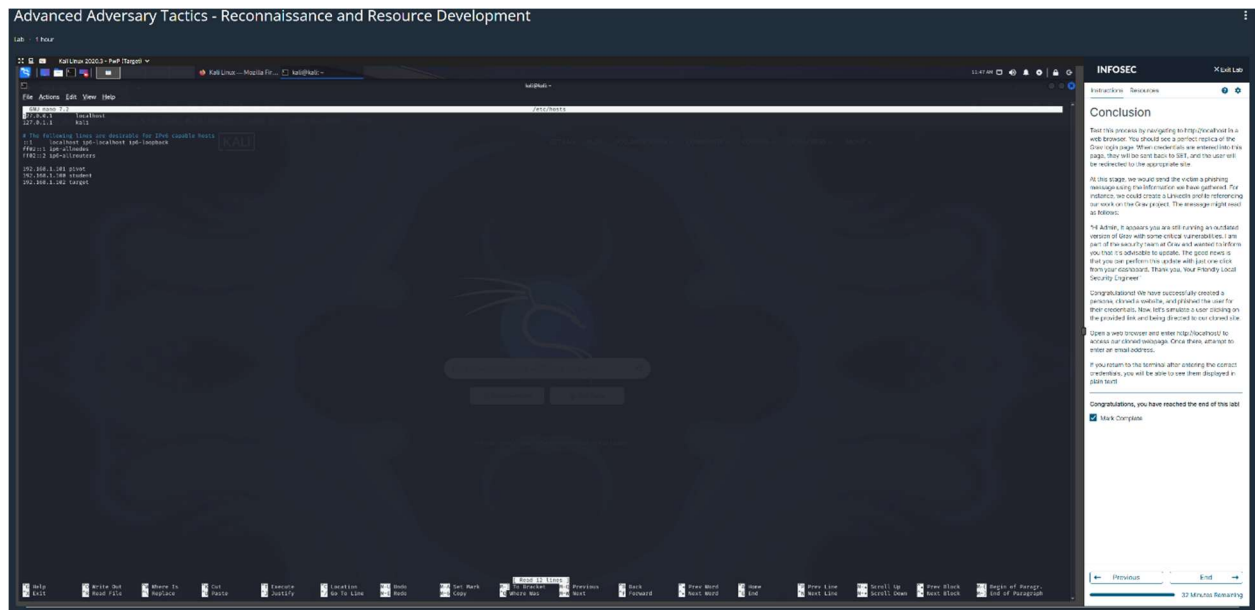 Advanced Adversary Tactics - Reconnaissance and Resource Development
Lab
1 hour
Kali Linux 2020.3 - PwP (Target)
Kali Linux — Mozilla Fir...
kali@kali: ~
11:47 AM
kali@kali: ~
File Actions Edit View Help
GNU nano 7.2
/etc/hosts
127.0.0.1 localhost
127.0.1.1 kali
# The following lines are desirable for IPv6 capable hosts
::1 localhost ip6-localhost ip6-loopback
ff02::1 ip6-allnodes
ff02::2 ip6-allrouters
192.168.1.101 pivot
192.168.1.100 student
192.168.1.102 target
KALI
[ Read 12 lines ]
^G Help ^O Write Out ^W Where Is ^K Cut ^T Execute ^C Location M-U Undo M-A Set Mark M-] To Bracket M-Q Previous ^B Back ^◀ Prev Word ^A Home ^P Prev Line M-▲ Scroll Up ^▲ Prev Block M-( Begin of Paragr.
^X Exit ^R Read File ^\ Replace ^U Paste ^J Justify ^/ Go To Line M-E Redo M-6 Copy ^Q Where Was M-W Next ^F Forward ^▶ Next Word ^E End ^N Next Line M-▼ Scroll Down ^▼ Next Block M-) End of Paragraph
INFOSEC
Exit Lab
Instructions Resources
Conclusion
Test this process by navigating to http://localhost in a
web browser. You should see a perfect replica of the
Grav login page. When credentials are entered into this
page, they will be sent back to SET, and the user will
be redirected to the appropriate site.
At this stage, we would send the victim a phishing
message using the information we have gathered. For
instance, we could create a LinkedIn profile referencing
our work on the Grav project. The message might read
as follows:
"Hi Admin, it appears you are still running an outdated
version of Grav with some critical vulnerabilities. I am
part of the security team at Grav and wanted to inform
you that it's advisable to update. The good news is
that you can perform this update with just one click
from your dashboard. Thank you, Your Friendly Local
Security Engineer"
Congratulations! We have successfully created a
persona, cloned a website, and phished the user for
their credentials. Now, let's simulate a user clicking on
the provided link and being directed to our cloned site.
Open a web browser and enter http://localhost/ to
access our cloned webpage. Once there, attempt to
enter an email address.
If you return to the terminal after entering the correct
credentials, you will be able to see them displayed in
plain text!
Congratulations, you have reached the end of this lab!
Mark Complete
Previous
End
32 Minutes Remaining